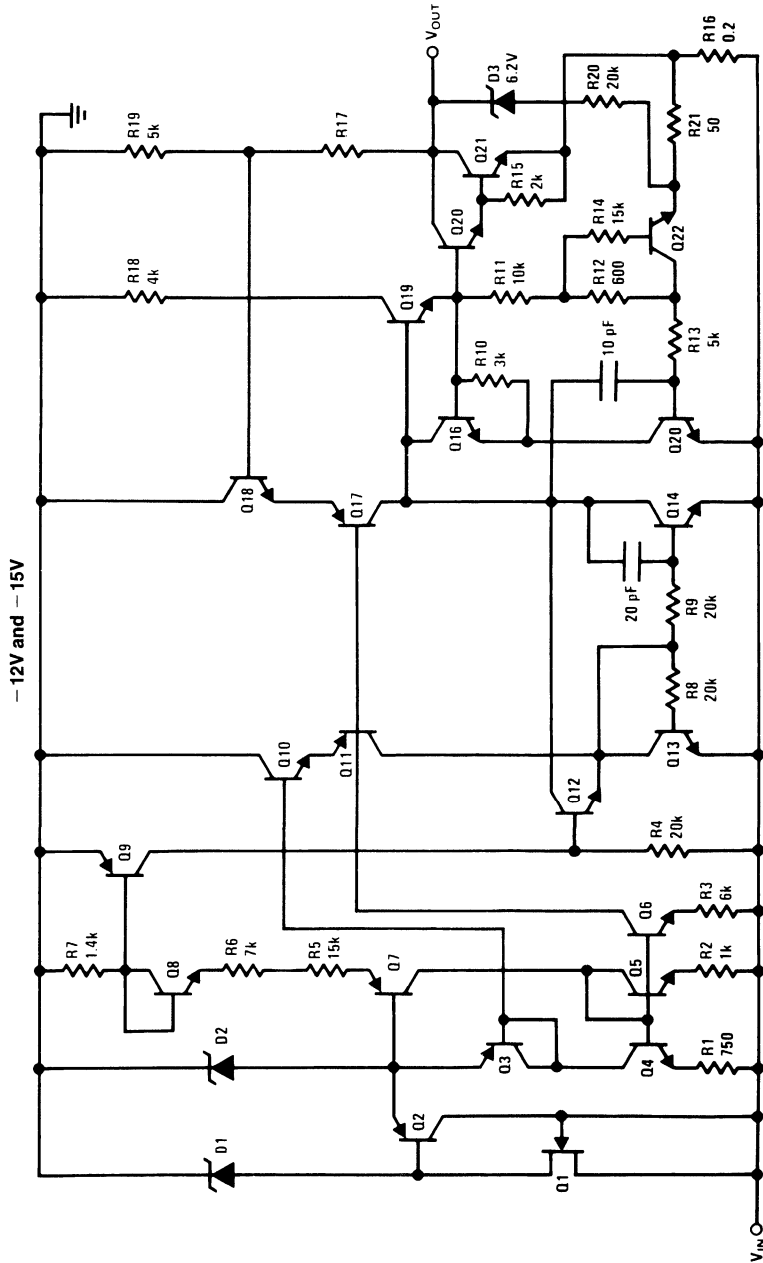 −12V and −15V
R19
5k
R17
R18
4k
VOUT
D3
6.2V
R20
20k
R16
0.2
R21
50
Q21
R15
2k
Q20
Q19
R11
10k
R14
15k
R12
600
Q22
R13
5k
10 pF
R10
3k
Q16
Q20
Q18
Q17
Q14
20 pF
R9
20k
R8
20k
Q13
Q10
Q11
Q12
R4
20k
Q9
R7
1.4k
Q8
R6
7k
R5
15k
Q7
Q6
R3
6k
Q5
R2
1k
D2
Q3
Q4
R1
750
D1
Q2
Q1
VIN